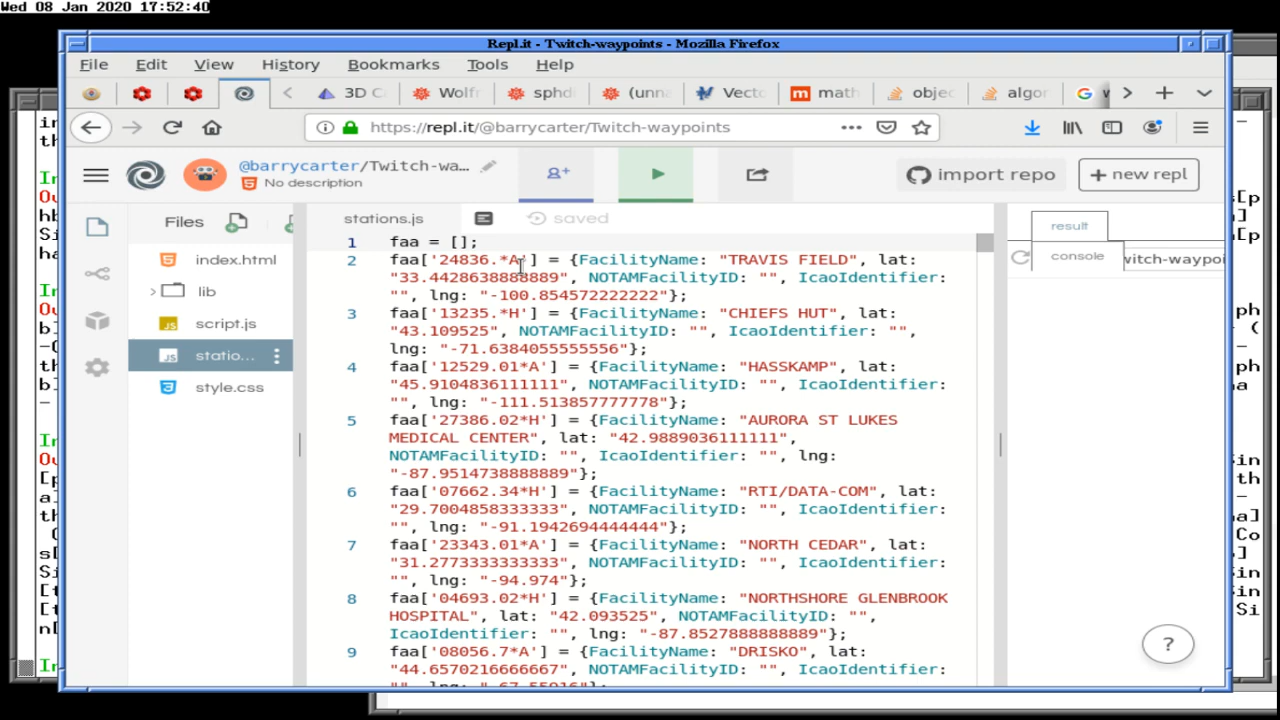 Wed 08 Jan 2020 17:52:40
Repl.it - Twitch-waypoints - Mozilla Firefox
File Edit View History Bookmarks Tools Help
3D C Wolfr sphd (unna Vecto math objec algor
https://repl.it/@barrycarter/Twitch-waypoints
@barrycarter/Twitch-wa...
No description
import repo
+ new repl
Files
stations.js
saved
index.html
lib
script.js
statio...
style.css
result
console
witch-waypoi
1 faa = [];
2 faa['24836.*A'] = {FacilityName: "TRAVIS FIELD", lat:
"33.4428638888889", NOTAMFacilityID: "", IcaoIdentifier:
"", lng: "-100.854572222222"};
3 faa['13235.*H'] = {FacilityName: "CHIEFS HUT", lat:
"43.109525", NOTAMFacilityID: "", IcaoIdentifier: "",
lng: "-71.6384055555556"};
4 faa['12529.01*A'] = {FacilityName: "HASSKAMP", lat:
"45.9104836111111", NOTAMFacilityID: "", IcaoIdentifier:
"", lng: "-111.513857777778"};
5 faa['27386.02*H'] = {FacilityName: "AURORA ST LUKES
MEDICAL CENTER", lat: "42.9889036111111",
NOTAMFacilityID: "", IcaoIdentifier: "", lng:
"-87.9514738888889"};
6 faa['07662.34*H'] = {FacilityName: "RTI/DATA-COM", lat:
"29.7004858333333", NOTAMFacilityID: "", IcaoIdentifier:
"", lng: "-91.1942694444444"};
7 faa['23343.01*A'] = {FacilityName: "NORTH CEDAR", lat:
"31.2773333333333", NOTAMFacilityID: "", IcaoIdentifier:
"", lng: "-94.974"};
8 faa['04693.02*H'] = {FacilityName: "NORTHSHORE GLENBROOK
HOSPITAL", lat: "42.093525", NOTAMFacilityID: "",
IcaoIdentifier: "", lng: "-87.8527888888889"};
9 faa['08056.7*A'] = {FacilityName: "DRISKO", lat:
"44.6570216666667", NOTAMFacilityID: "", IcaoIdentifier:
?